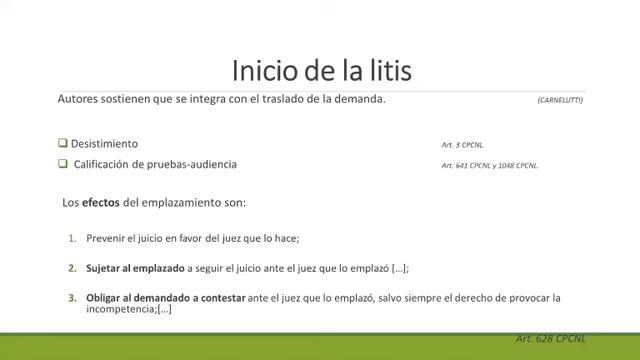 Inicio de la litis
Autores sostienen que se integra con el traslado de la demanda. (CARNELUTTI)
Desistimiento Art. 3 CPCNL.
Calificación de pruebas-audiencia Art. 641 CPCNL y 1048 CPCNL.
Los efectos del emplazamiento son:
1. Prevenir el juicio en favor del juez que lo hace;
2. Sujetar al emplazado a seguir el juicio ante el juez que lo emplazó […];
3. Obligar al demandado a contestar ante el juez que lo emplazó, salvo siempre el derecho de provocar la
incompetencia;[…]
Art. 628 CPCNL